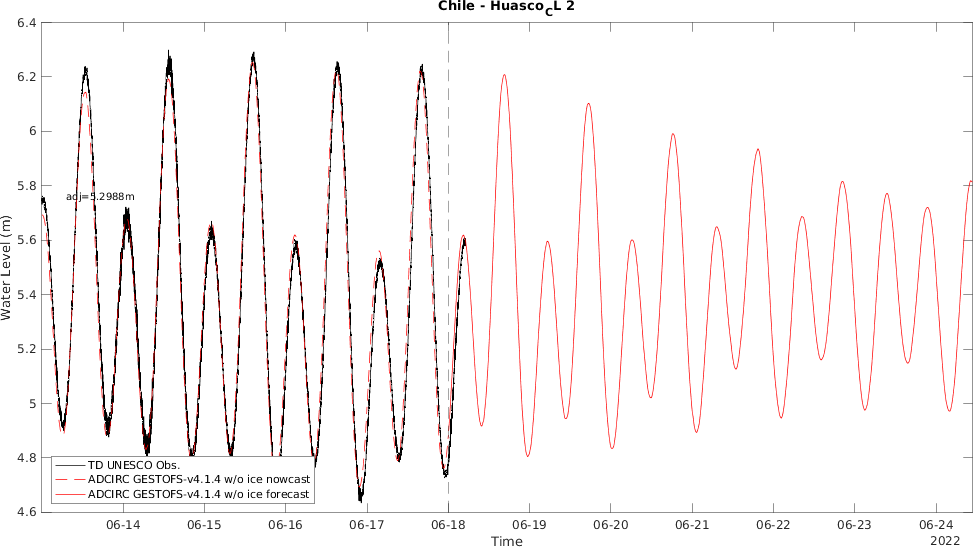 Chile - HuascoCL 2
6.4
6.2
6
5.8
5.6
5.4
5.2
5
4.8
4.6
Water Level (m)
adj=5.2988m
TD UNESCO Obs.
ADCIRC GESTOFS-v4.1.4 w/o ice nowcast
ADCIRC GESTOFS-v4.1.4 w/o ice forecast
06-14 06-15 06-16 06-17 06-18 06-19 06-20 06-21 06-22 06-23 06-24
Time
2022